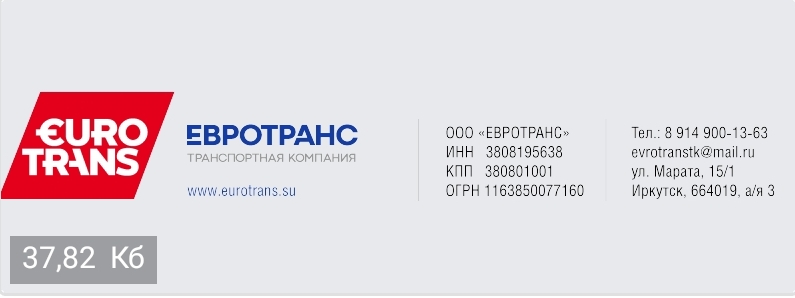 €URO
TRANS
ЕВРОТРАНС
ТРАНСПОРТНАЯ КОМПАНИЯ
www.eurotrans.su
ООО «ЕВРОТРАНС»
ИНН 3808195638
КПП 380801001
ОГРН 1163850077160
Тел.: 8 914 900-13-63
evrotranstk@mail.ru
ул. Марата, 15/1
Иркутск, 664019, а/я 3
37,82 Кб